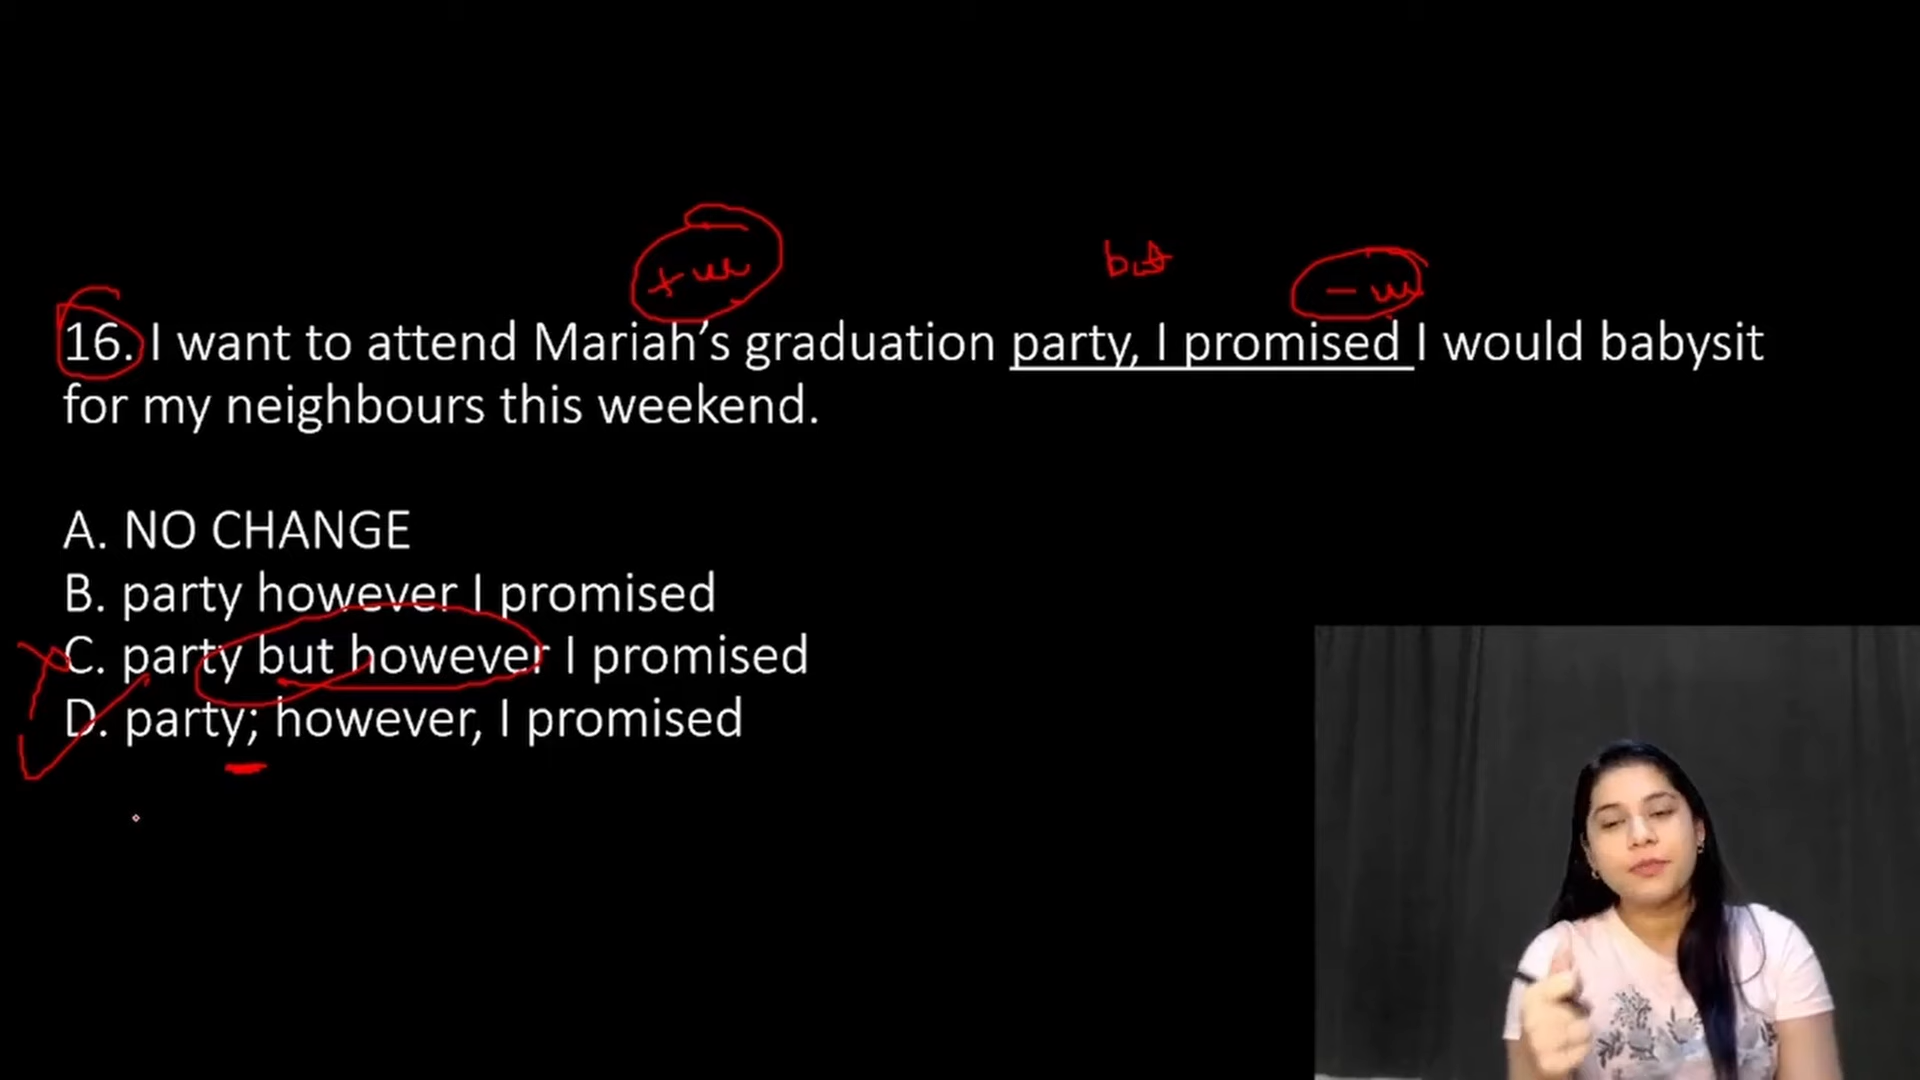 +ve
but
-ve
16. I want to attend Mariah’s graduation party, I promised I would babysit
for my neighbours this weekend.
A. NO CHANGE
B. party however I promised
C. party but however I promised
D. party; however, I promised